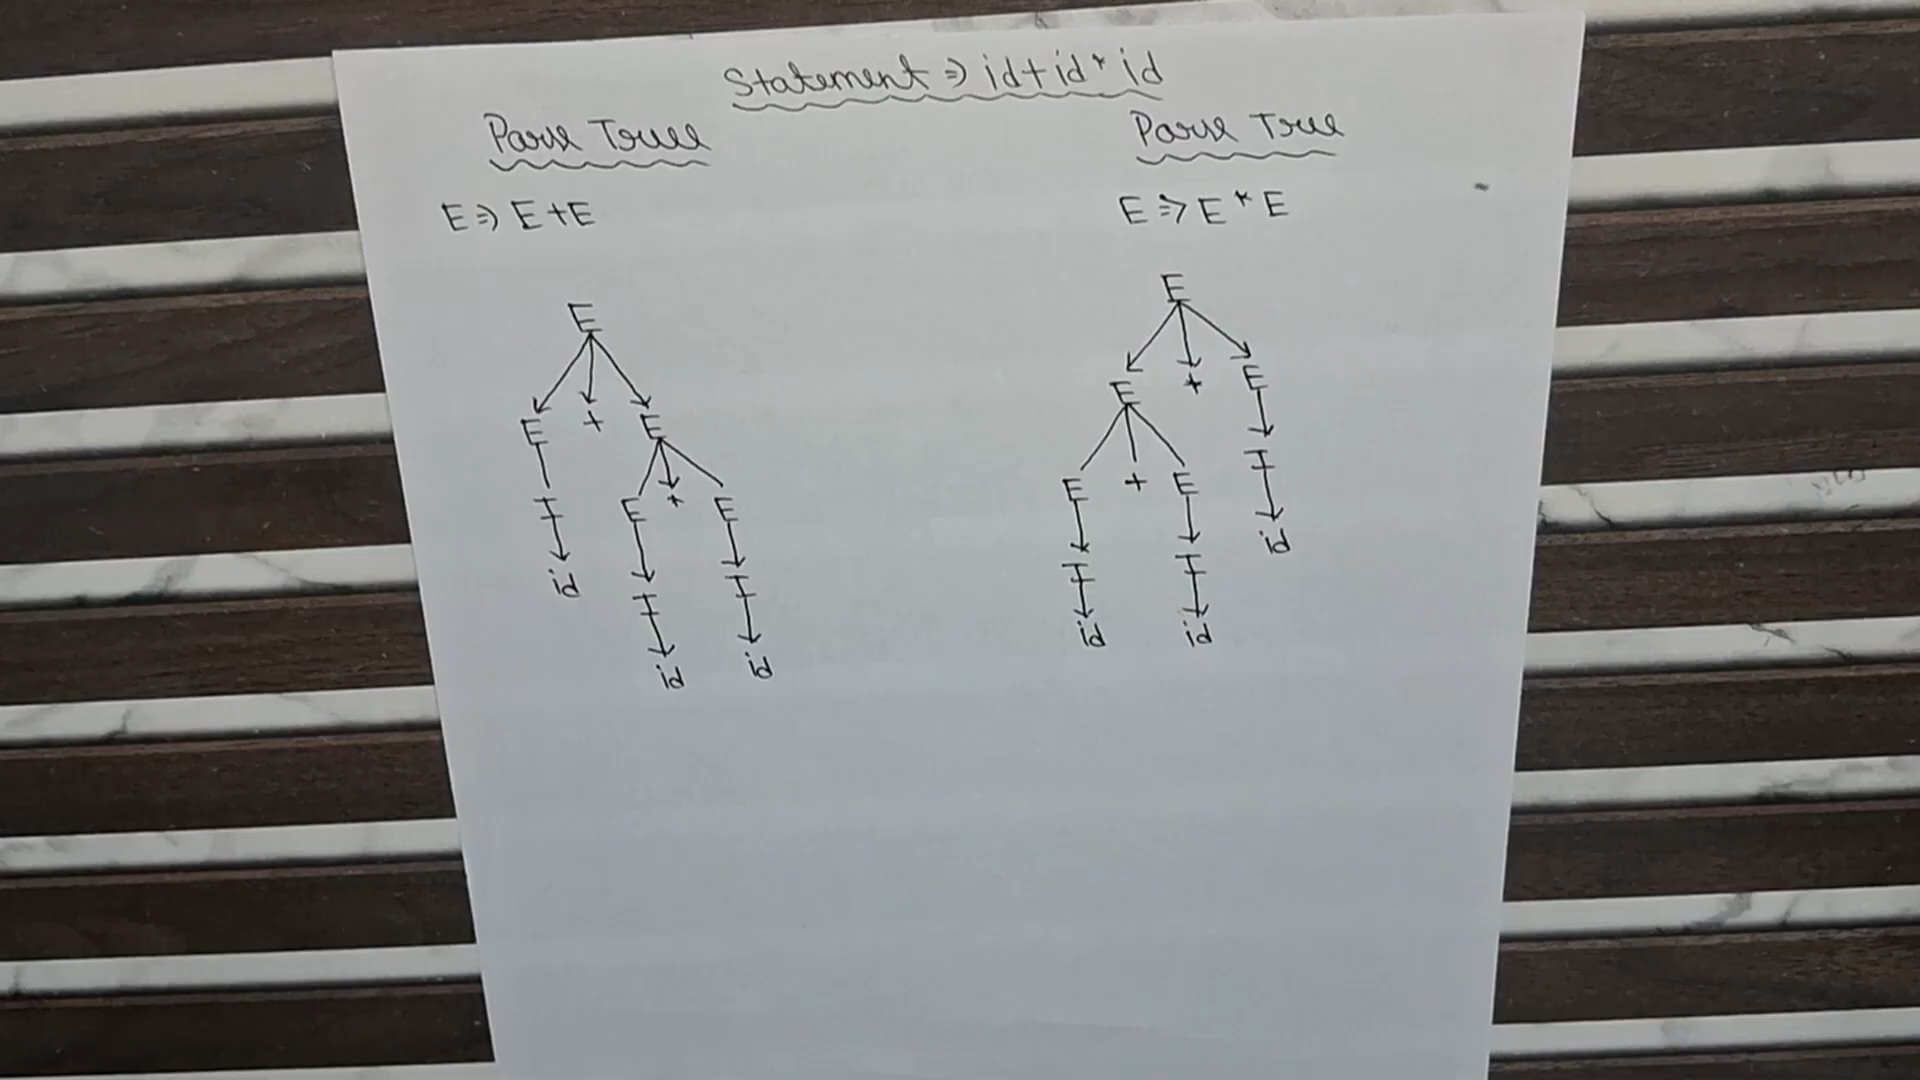 Statement ⇒ id+id*id
Parse Tree
Parse Tree
E ⇒ E+E
E ⇒ E*E
E
E
E * E
E + E
E + E
E * E
T
T
E E
T T
id
id
T T
id id
id id